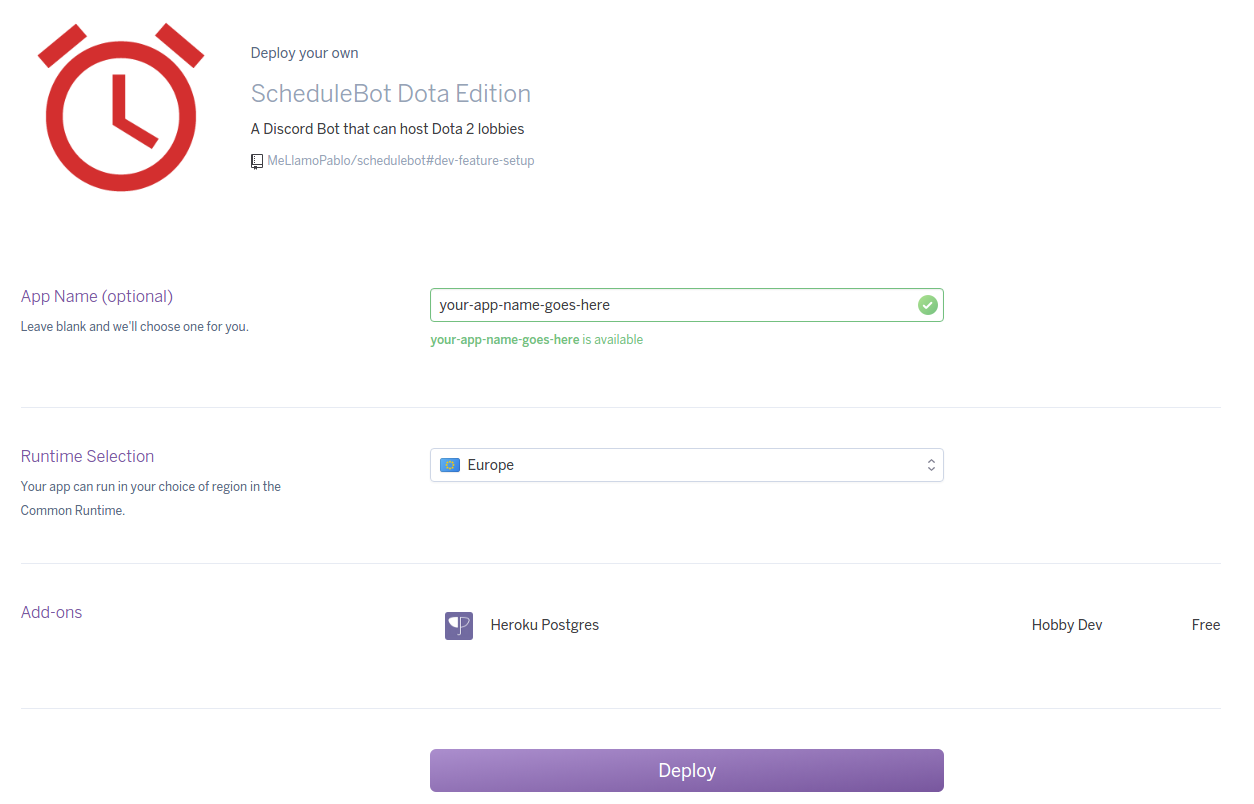 Deploy your own
ScheduleBot Dota Edition
A Discord Bot that can host Dota 2 lobbies
MeLlamoPablo/schedulebot#dev-feature-setup
App Name (optional)
Leave blank and we'll choose one for you.
your-app-name-goes-here
your-app-name-goes-here is available
Runtime Selection
Your app can run in your choice of region in the
Common Runtime.
Europe
Add-ons
Heroku Postgres
Hobby Dev
Free
Deploy